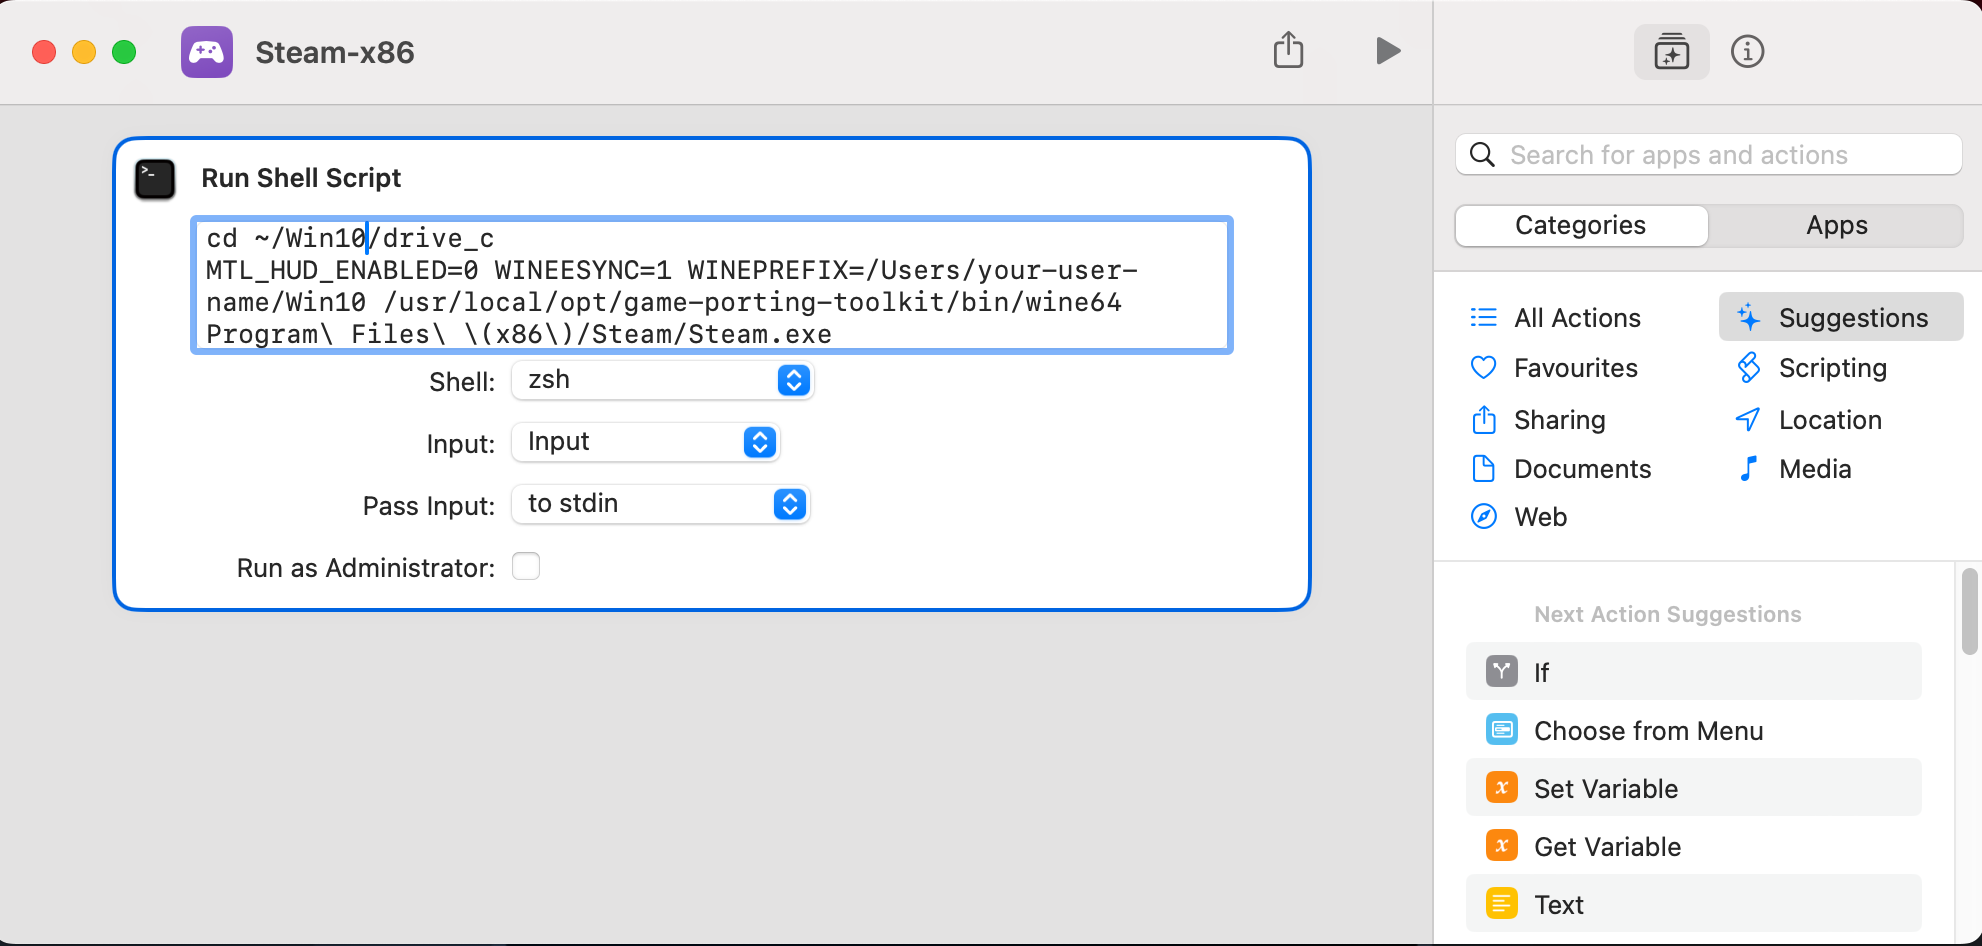 Steam-x86
Run Shell Script
cd ~/Win10/drive_c
MTL_HUD_ENABLED=0 WINEESYNC=1 WINEPREFIX=/Users/your-user-
name/Win10 /usr/local/opt/game-porting-toolkit/bin/wine64
Program\ Files\ \(x86\)/Steam/Steam.exe
Shell: zsh
Input: Input
Pass Input: to stdin
Run as Administrator:
Search for apps and actions
Categories Apps
All Actions Suggestions
Favourites Scripting
Sharing Location
Documents Media
Web
Next Action Suggestions
If
Choose from Menu
Set Variable
Get Variable
Text